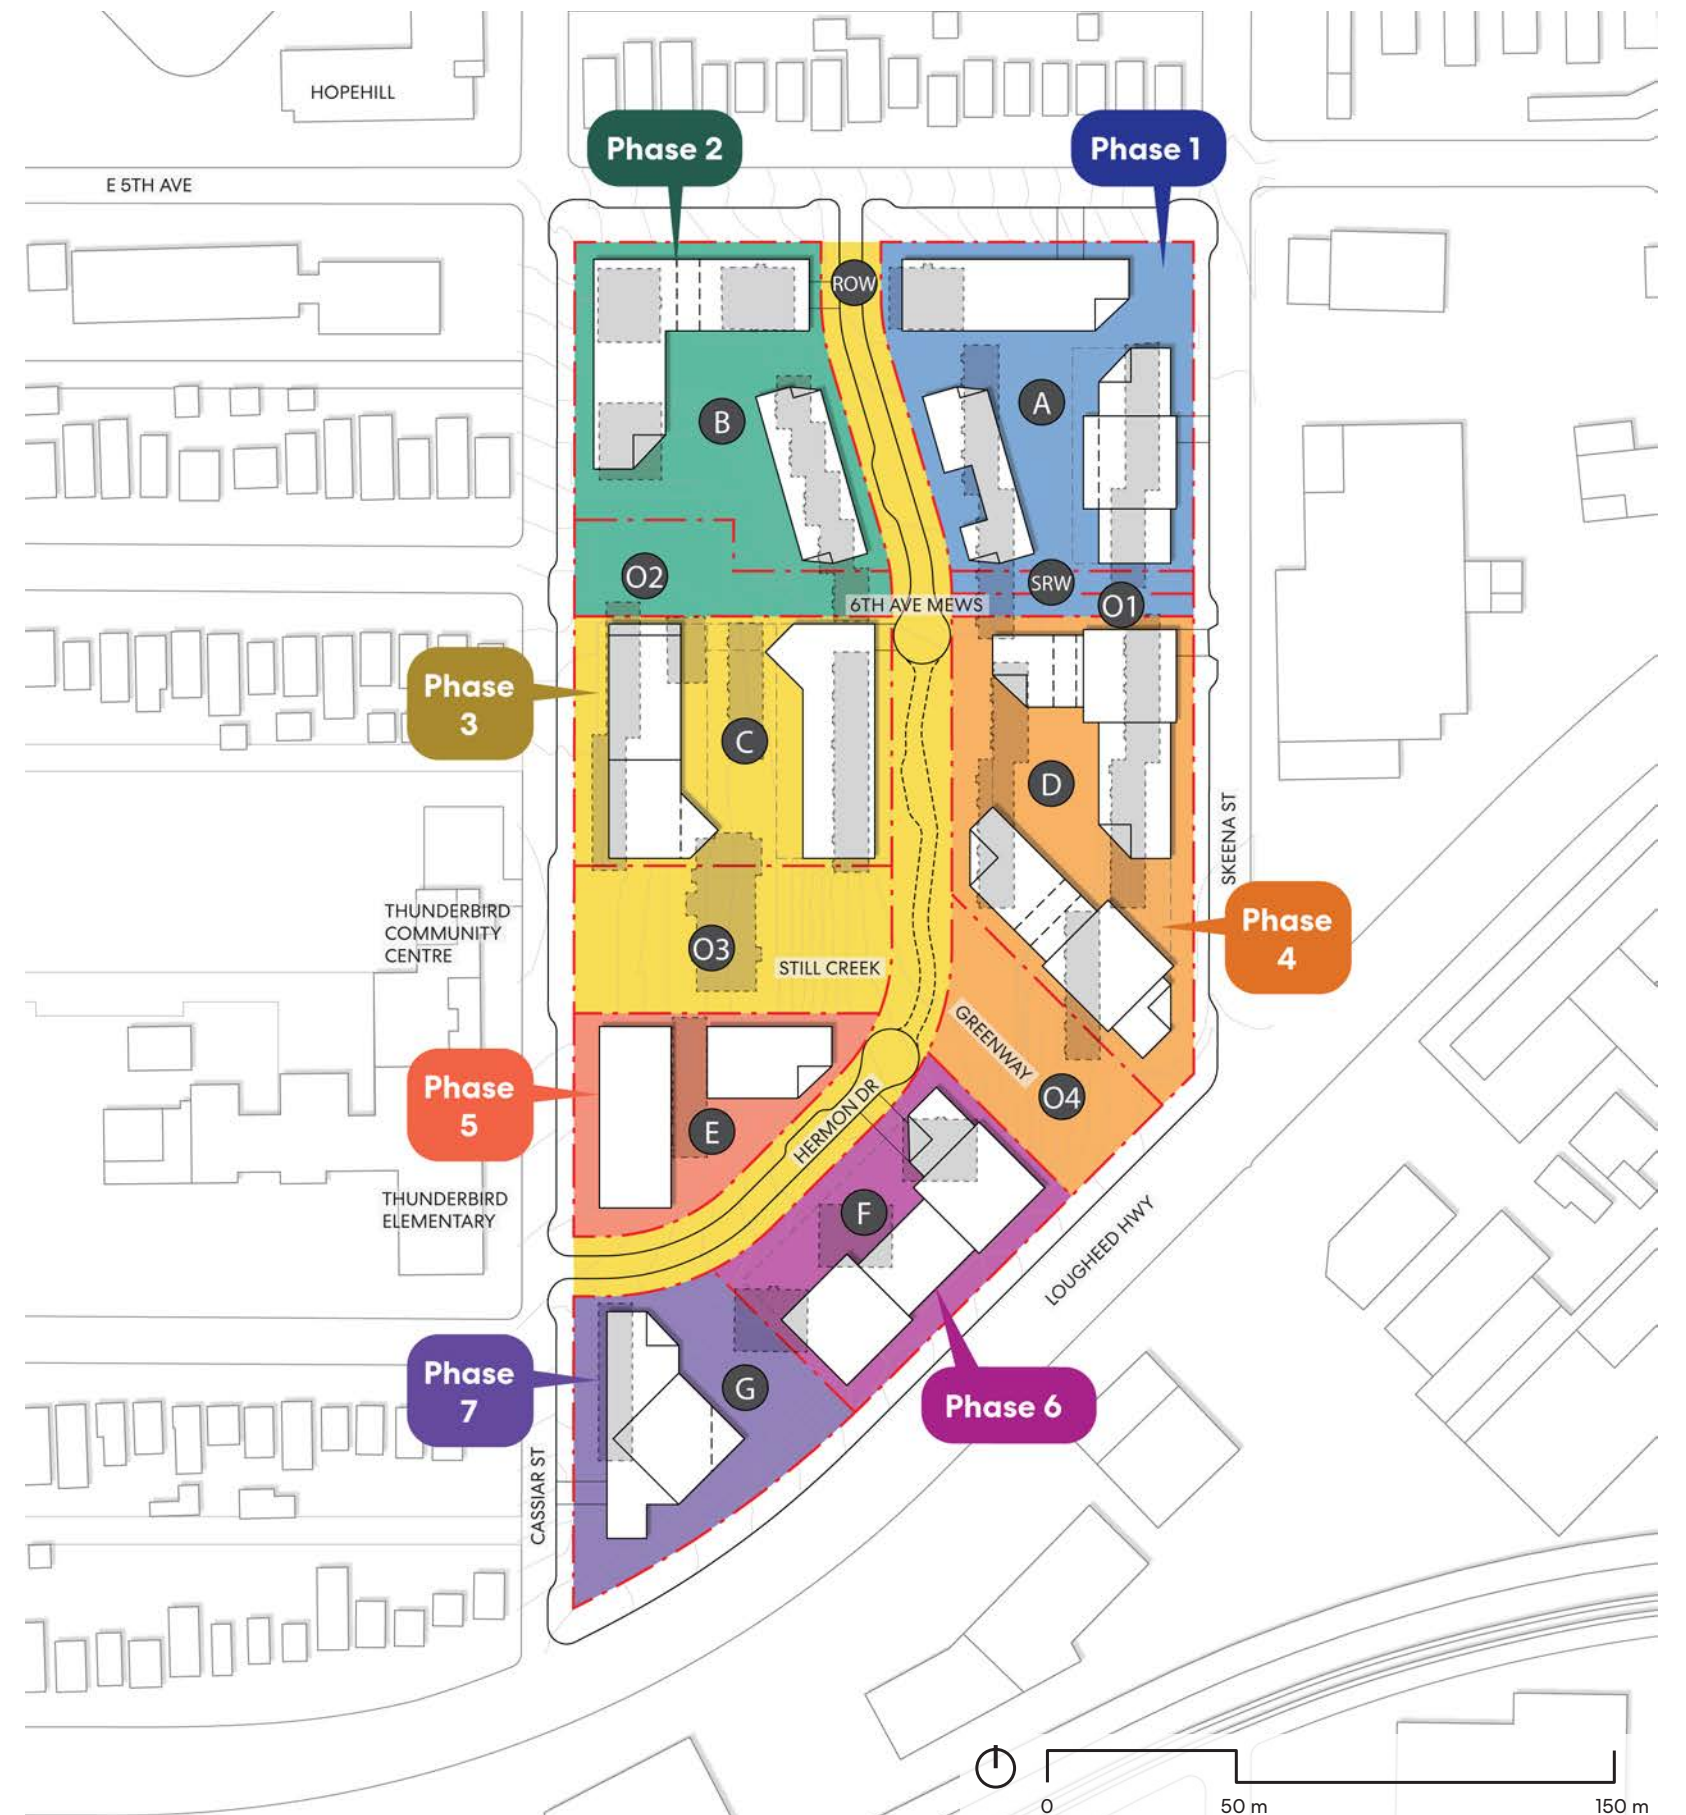 HOPEHILL
Phase 2
Phase 1
E 5TH AVE
ROW
A
B
O2
SRW
6TH AVE MEWS
O1
Phase
3
C
D
SKEENA ST
THUNDERBIRD
COMMUNITY
CENTRE
Phase
4
O3
STILL CREEK
GREENWAY
Phase
5
O4
E
HERMON DR
THUNDERBIRD
ELEMENTARY
F
LOUGHEED HWY
Phase
7
G
Phase 6
CASSIAR ST
0
50 m
150 m